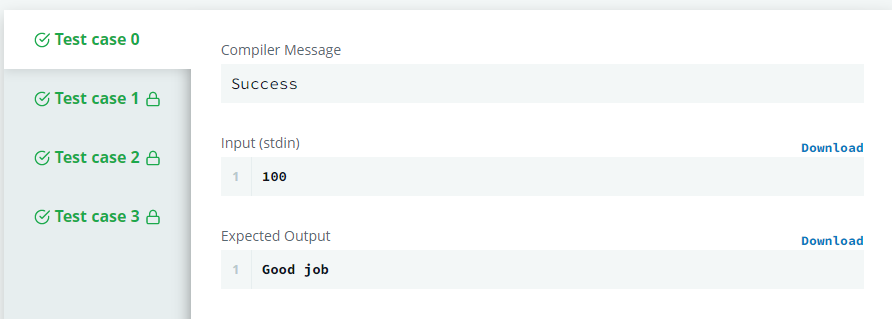 Test case 0
Test case 1
Test case 2
Test case 3
Compiler Message
Success
Input (stdin)
Download
1 100
Expected Output
Download
1 Good job